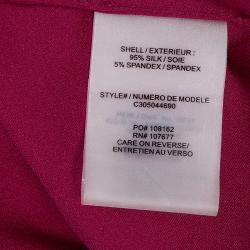 SHELL / EXTERIEUR :
95% SILK / SOIE
5% SPANDEX / SPANDEX
STYLE# / NUMERO DE MODELE
C305044690
PO# 108162
RN# 107677
CARE ON REVERSE/
ENTRETIEN AU VERSO